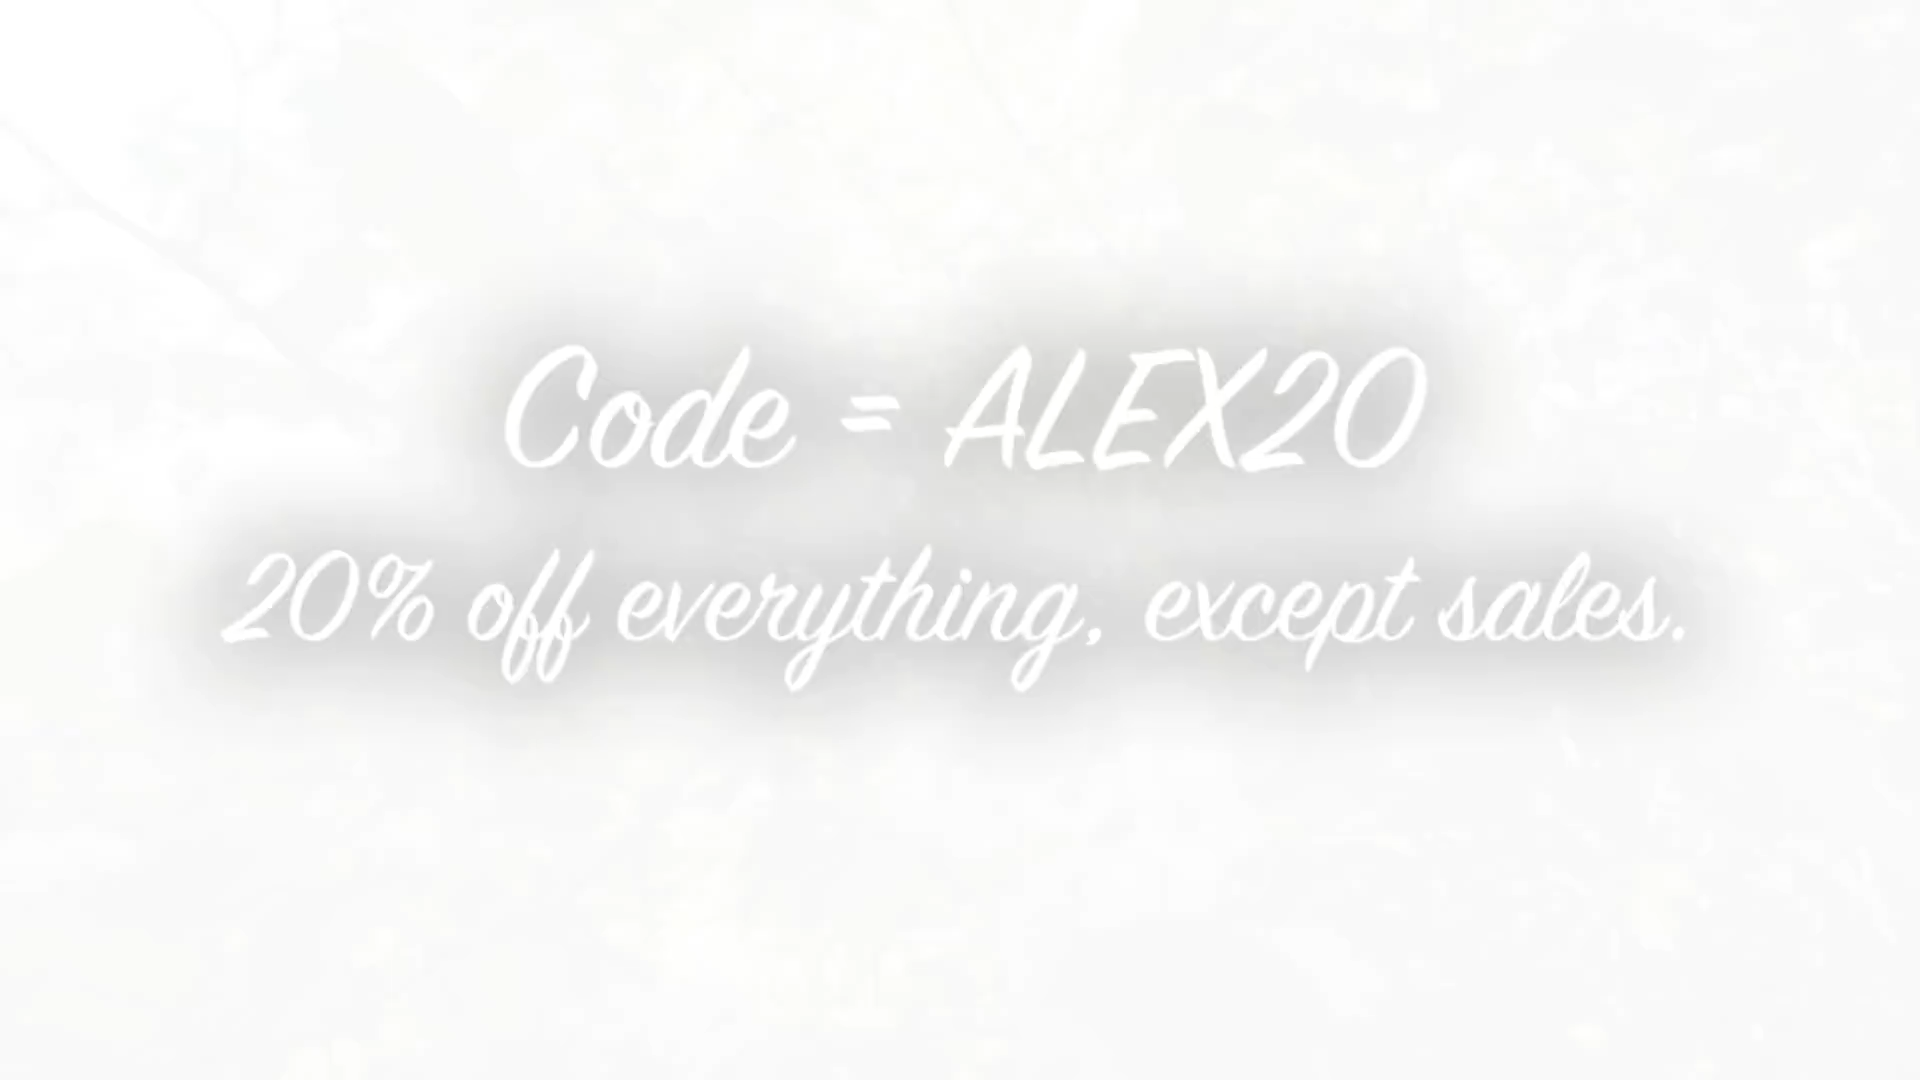 Code = ALEX20
20% off everything, except sales.